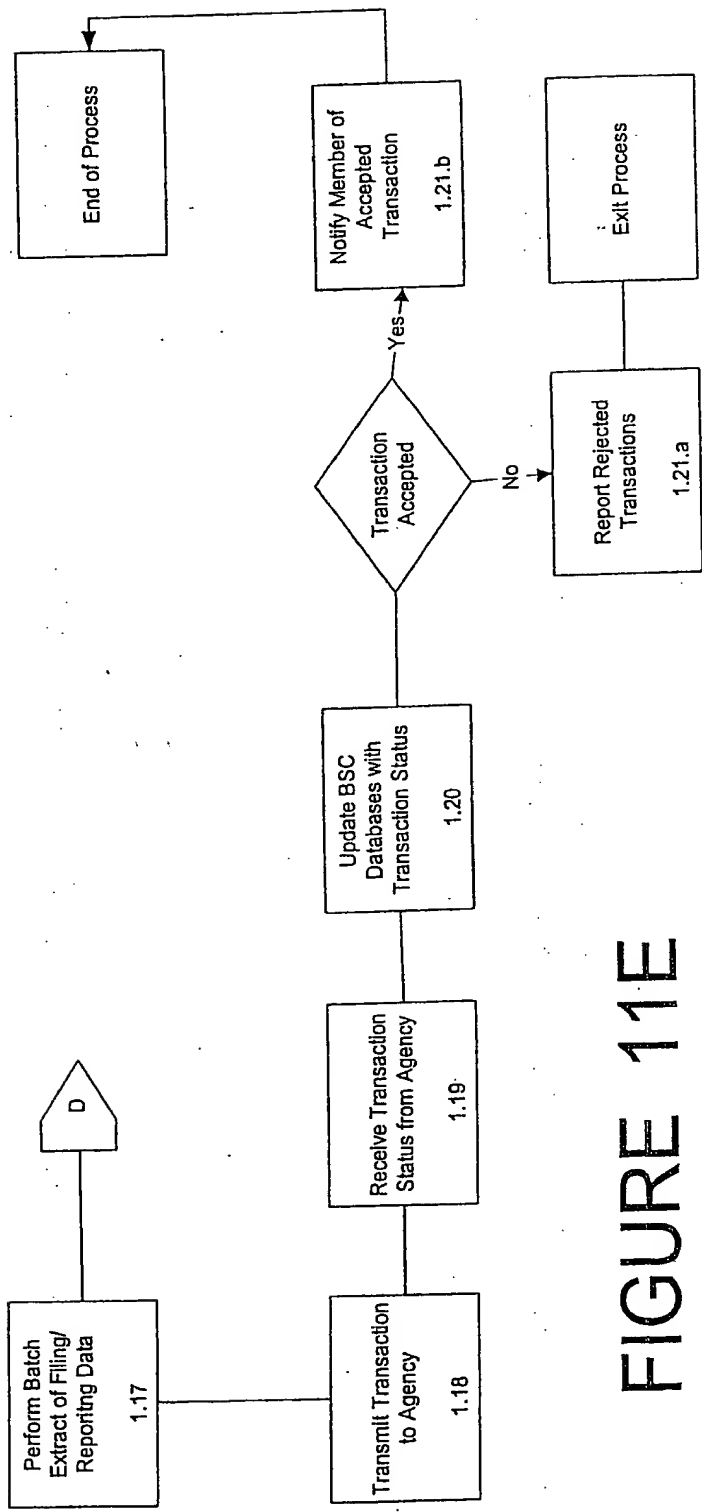 Perform Batch
Extract of Filing/
Reporitng Data
1.17
D
Transmit Transaction
to Agency
1.18
Receive Transaction
Status from Agency
1.19
Update BSC
Databases with
Transaction Status
1.20
Transaction
Accepted
Yes
No
Notify Member of
Accepted
Transaction
1.21.b
End of Process
Report Rejected
Transactions
1.21.a
Exit Process
FIGURE 11E